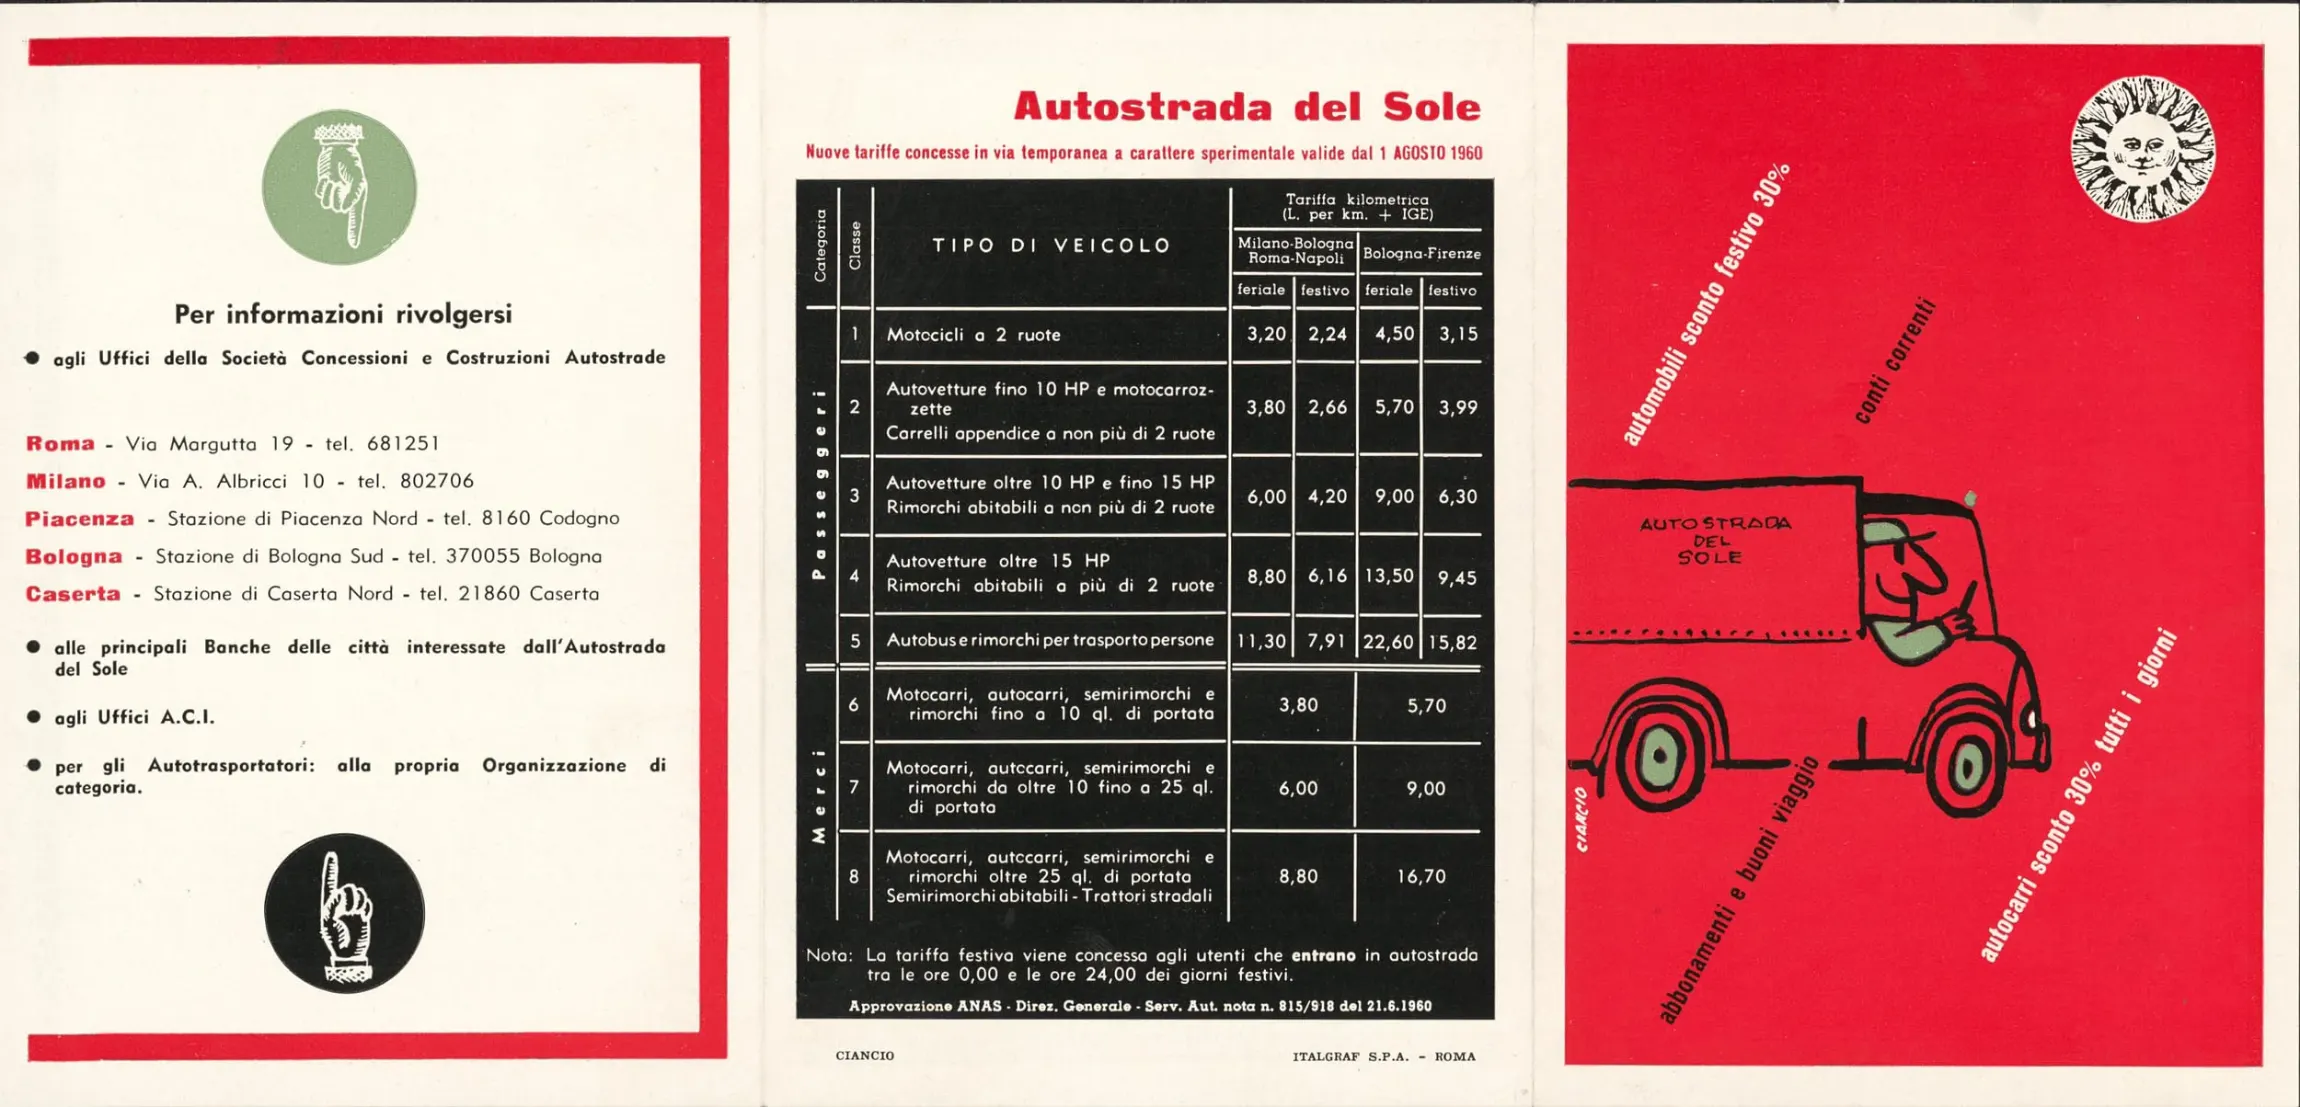 Per informazioni rivolgersi
● agli Uffici della Società Concessioni e Costruzioni Autostrade
Roma - Via Margutta 19 - tel. 681251
Milano - Via A. Albricci 10 - tel. 802706
Piacenza - Stazione di Piacenza Nord - tel. 8160 Codogno
Bologna - Stazione di Bologna Sud - tel. 370055 Bologna
Caserta - Stazione di Caserta Nord - tel. 21860 Caserta
● alle principali Banche delle città interessate dall'Autostrada
del Sole
● agli Uffici A.C.I.
● per gli Autotrasportatori: alla propria Organizzazione di
categoria.
Autostrada del Sole
Nuove tariffe concesse in via temporanea a carattere sperimentale valide dal 1 AGOSTO 1960
Categoria
Classe
TIPO DI VEICOLO
Tariffa kilometrica
(L. per km. + IGE)
Milano-Bologna
Roma-Napoli
Bologna-Firenze
feriale festivo feriale festivo
Passeggeri
1 Motocicli a 2 ruote 3,20 2,24 4,50 3,15
2 Autovetture fino 10 HP e motocarroz-
zette
Carrelli appendice a non più di 2 ruote
3,80 2,66 5,70 3,99
3 Autovetture oltre 10 HP e fino 15 HP
Rimorchi abitabili a non più di 2 ruote
6,00 4,20 9,00 6,30
4 Autovetture oltre 15 HP
Rimorchi abitabili a più di 2 ruote
8,80 6,16 13,50 9,45
5 Autobus e rimorchi per trasporto persone 11,30 7,91 22,60 15,82
Merci
6 Motocarri, autocarri, semirimorchi e
rimorchi fino a 10 ql. di portata
3,80 5,70
7 Motocarri, autocarri, semirimorchi e
rimorchi da oltre 10 fino a 25 ql.
di portata
6,00 9,00
8 Motocarri, autocarri, semirimorchi e
rimorchi oltre 25 ql. di portata
Semirimorchi abitabili - Trattori stradali
8,80 16,70
Nota: La tariffa festiva viene concessa agli utenti che entrano in autostrada
tra le ore 0,00 e le ore 24,00 dei giorni festivi.
Approvazione ANAS - Direz. Generale - Serv. Aut. nota n. 815/918 del 21.6.1960
CIANCIO
ITALGRAF S.P.A. - ROMA
automobili sconto festivo 30%
conti correnti
AUTOSTRADA
DEL
SOLE
CIANCIO
abbonamenti e buoni viaggio
autocarri sconto 30% tutti i giorni